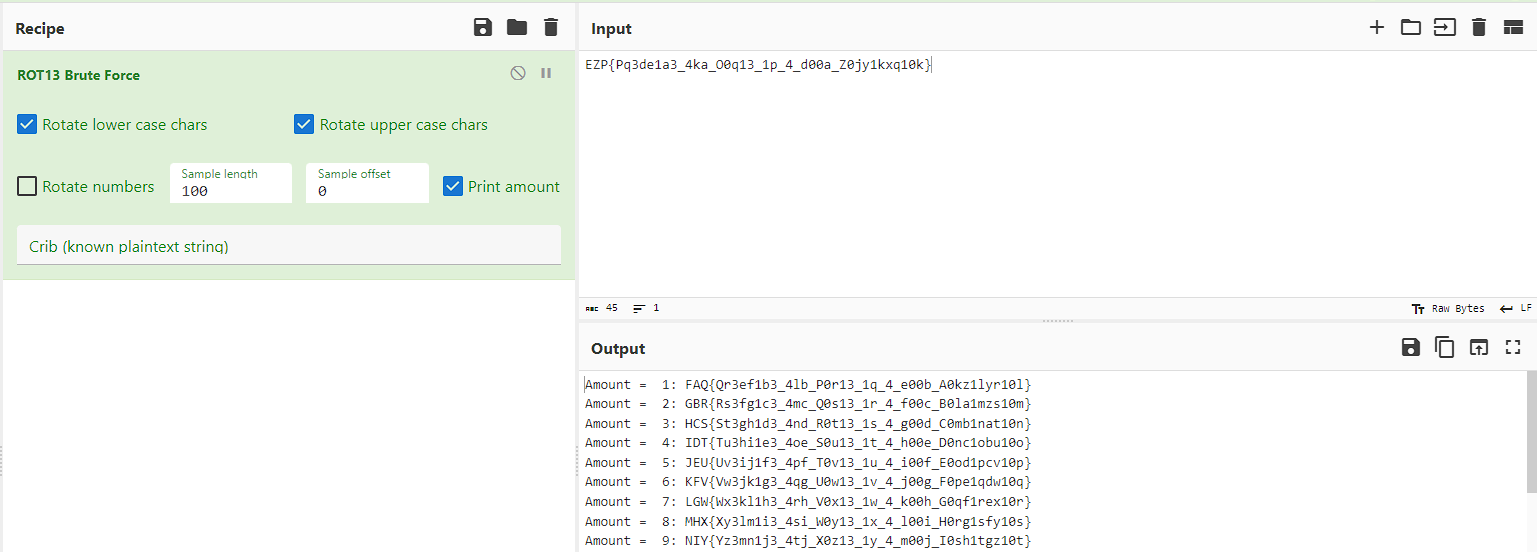 Recipe
ROT13 Brute Force
Rotate lower case chars
Rotate upper case chars
Rotate numbers
Sample length
100
Sample offset
0
Print amount
Crib (known plaintext string)
Input
EZP{Pq3de1a3_4ka_O0q13_1p_4_d00a_Z0jy1kxq10k}
ABC 45
1
Tт Raw Bytes
LF
Output
Amount =  1: FAQ{Qr3ef1b3_4lb_P0r13_1q_4_e00b_A0kz1lyr10l}
Amount =  2: GBR{Rs3fg1c3_4mc_Q0s13_1r_4_f00c_B0la1mzs10m}
Amount =  3: HCS{St3gh1d3_4nd_R0t13_1s_4_g00d_C0mb1nat10n}
Amount =  4: IDT{Tu3hi1e3_4oe_S0u13_1t_4_h00e_D0nc1obu10o}
Amount =  5: JEU{Uv3ij1f3_4pf_T0v13_1u_4_i00f_E0od1pcv10p}
Amount =  6: KFV{Vw3jk1g3_4qg_U0w13_1v_4_j00g_F0pe1qdw10q}
Amount =  7: LGW{Wx3kl1h3_4rh_V0x13_1w_4_k00h_G0qf1rex10r}
Amount =  8: MHX{Xy3lm1i3_4si_W0y13_1x_4_l00i_H0rg1sfy10s}
Amount =  9: NIY{Yz3mn1j3_4tj_X0z13_1y_4_m00j_I0sh1tgz10t}